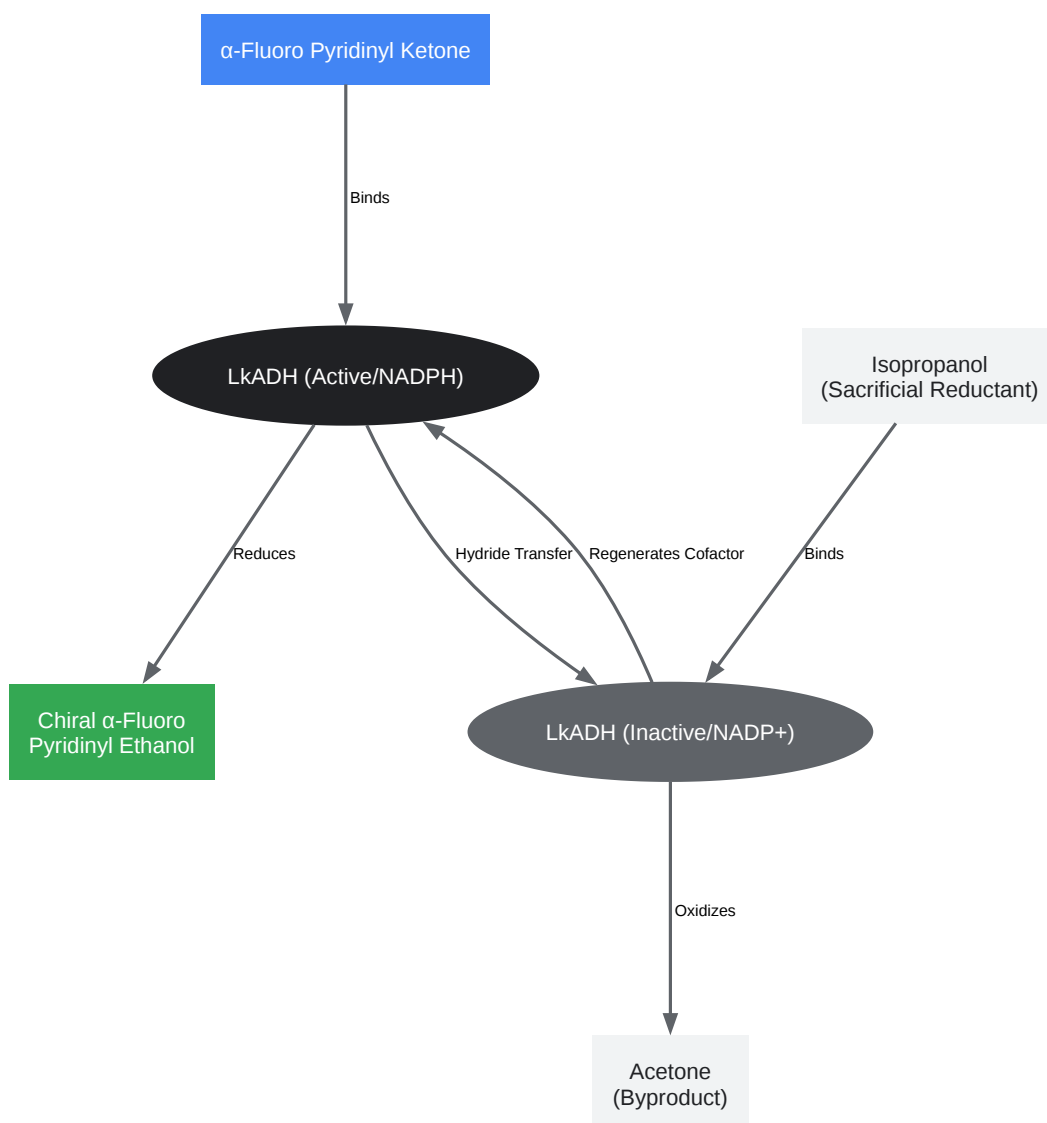 α-Fluoro Pyridinyl Ketone
Binds
LkADH (Active/NADPH)
Isopropanol
(Sacrificial Reductant)
Reduces
Hydride Transfer
Regenerates Cofactor
Binds
Chiral α-Fluoro
Pyridinyl Ethanol
LkADH (Inactive/NADP+)
Oxidizes
Acetone
(Byproduct)